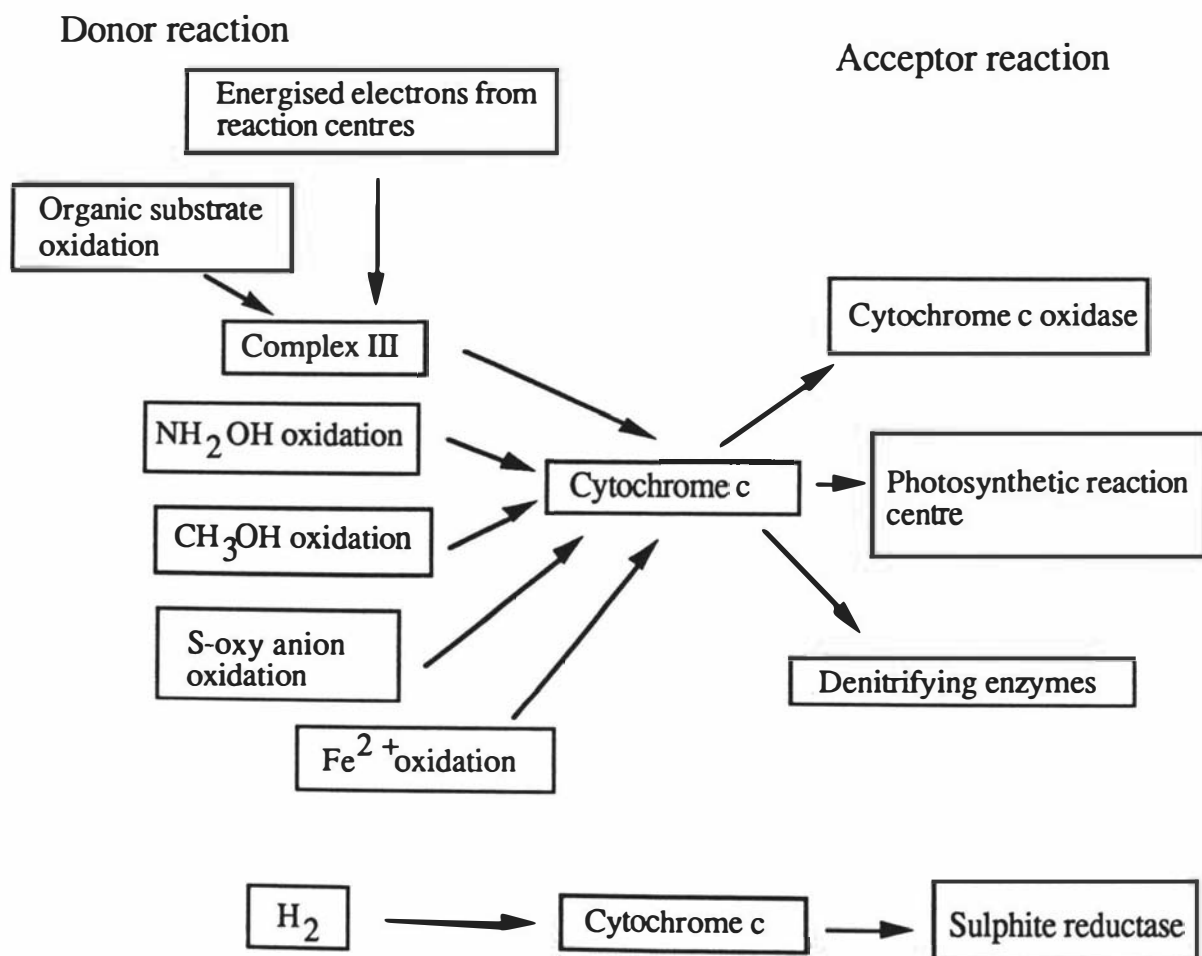 Donor reaction
Acceptor reaction
Energised electrons from
reaction centres
Organic substrate
oxidation
Complex III
Cytochrome c oxidase
NH2OH oxidation
Cytochrome c
Photosynthetic reaction
centre
CH3OH oxidation
S-oxy anion
oxidation
Denitrifying enzymes
Fe2+oxidation
H2
Cytochrome c
Sulphite reductase